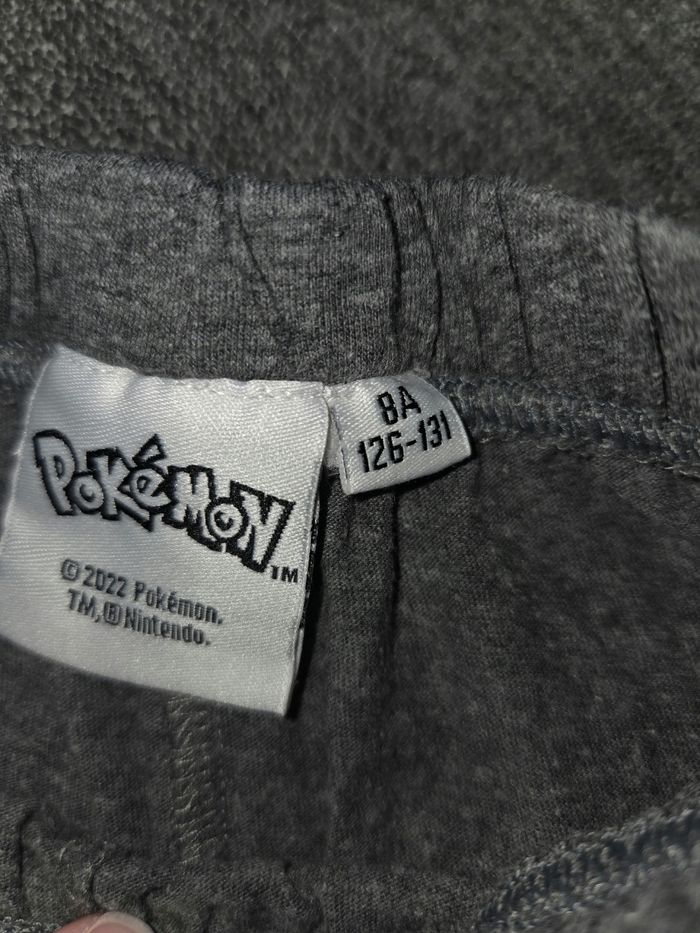 POKéMON™
©2022 Pokémon.
TM,®Nintendo.
8A
126-131